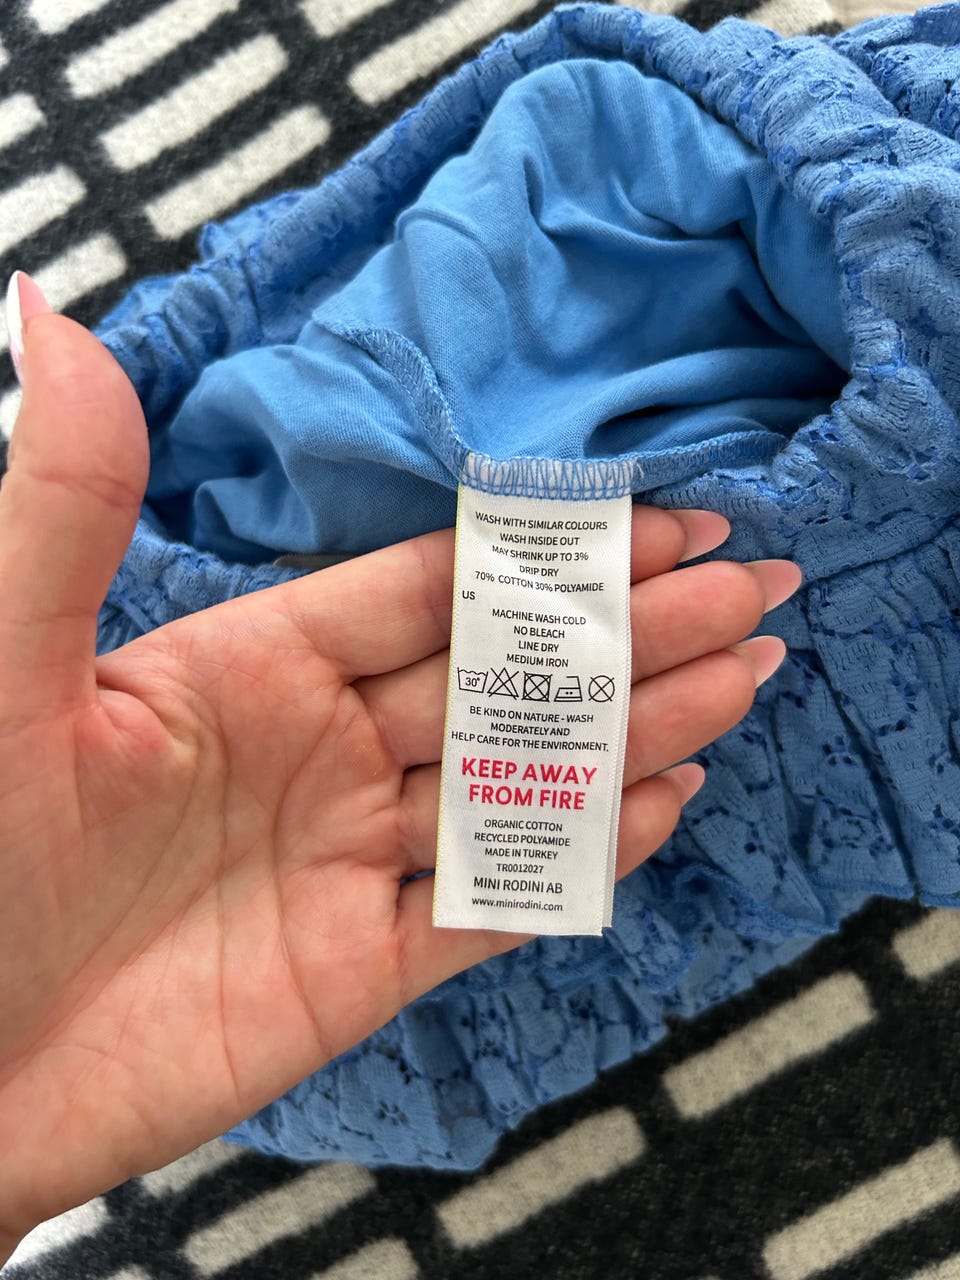 WASH WITH SIMILAR COLOURS
WASH INSIDE OUT
MAY SHRINK UP TO 3%
DRIP DRY
70% COTTON 30% POLYAMIDE
US
MACHINE WASH COLD
NO BLEACH
LINE DRY
MEDIUM IRON
30°
BE KIND ON NATURE - WASH
MODERATELY AND
HELP CARE FOR THE ENVIRONMENT.
KEEP AWAY
FROM FIRE
ORGANIC COTTON
RECYCLED POLYAMIDE
MADE IN TURKEY
TR0012027
MINI RODINI AB
www.minirodini.com